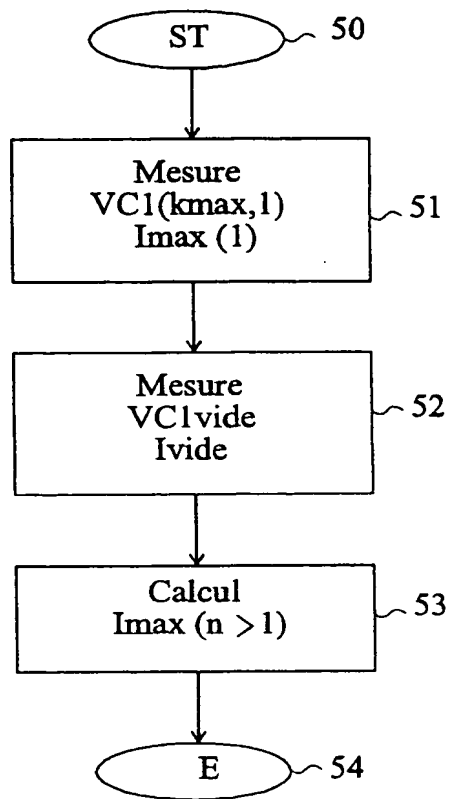 ST
50
Mesure
VC1(kmax,1)
Imax (1)
51
Mesure
VC1vide
Ivide
52
Calcul
Imax (n >1)
53
E
54